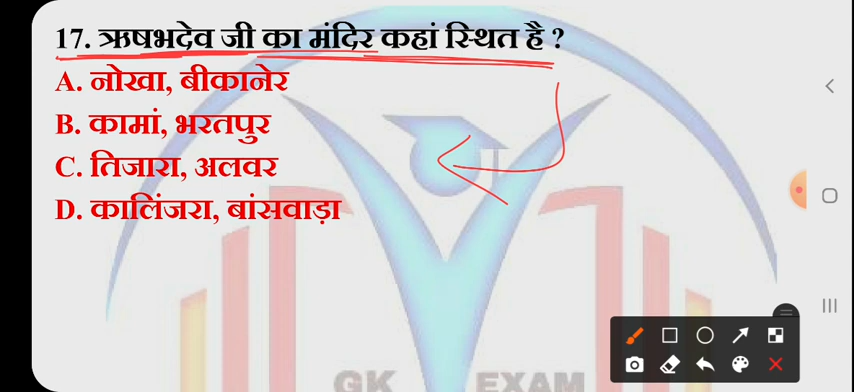 17. ऋषभदेव जी का मंदिर कहां स्थित है ?
A. नोखा, बीकानेर
B. कामां, भरतपुर
C. तिजारा, अलवर
D. कालिंजरा, बांसवाड़ा
GK EXAM